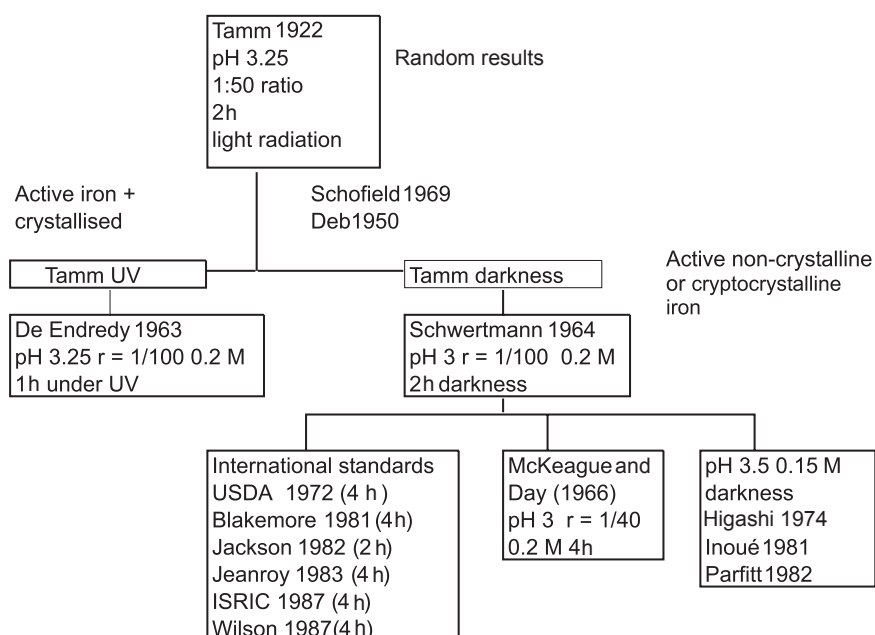 Tamm 1922
pH 3.25
1:50 ratio
2h
light radiation
Random results
Active iron +
crystallised
Schofield 1969
Deb1950
Tamm UV
Tamm darkness
Active non-crystalline
or cryptocrystalline
iron
De Endredy 1963
pH 3.25 r = 1/100 0.2 M
1h under UV
Schwertmann 1964
pH 3 r = 1/100 0.2 M
2h darkness
International standards
USDA 1972 (4 h)
Blakemore 1981 (4h)
Jackson 1982 (2 h)
Jeanroy 1983 (4 h)
ISRIC 1987 (4 h)
Wilson 1987(4 h)
McKeague and
Day (1966)
pH 3 r = 1/40
0.2 M 4h
pH 3.5 0.15 M
darkness
Higashi 1974
Inoué 1981
Parfitt 1982